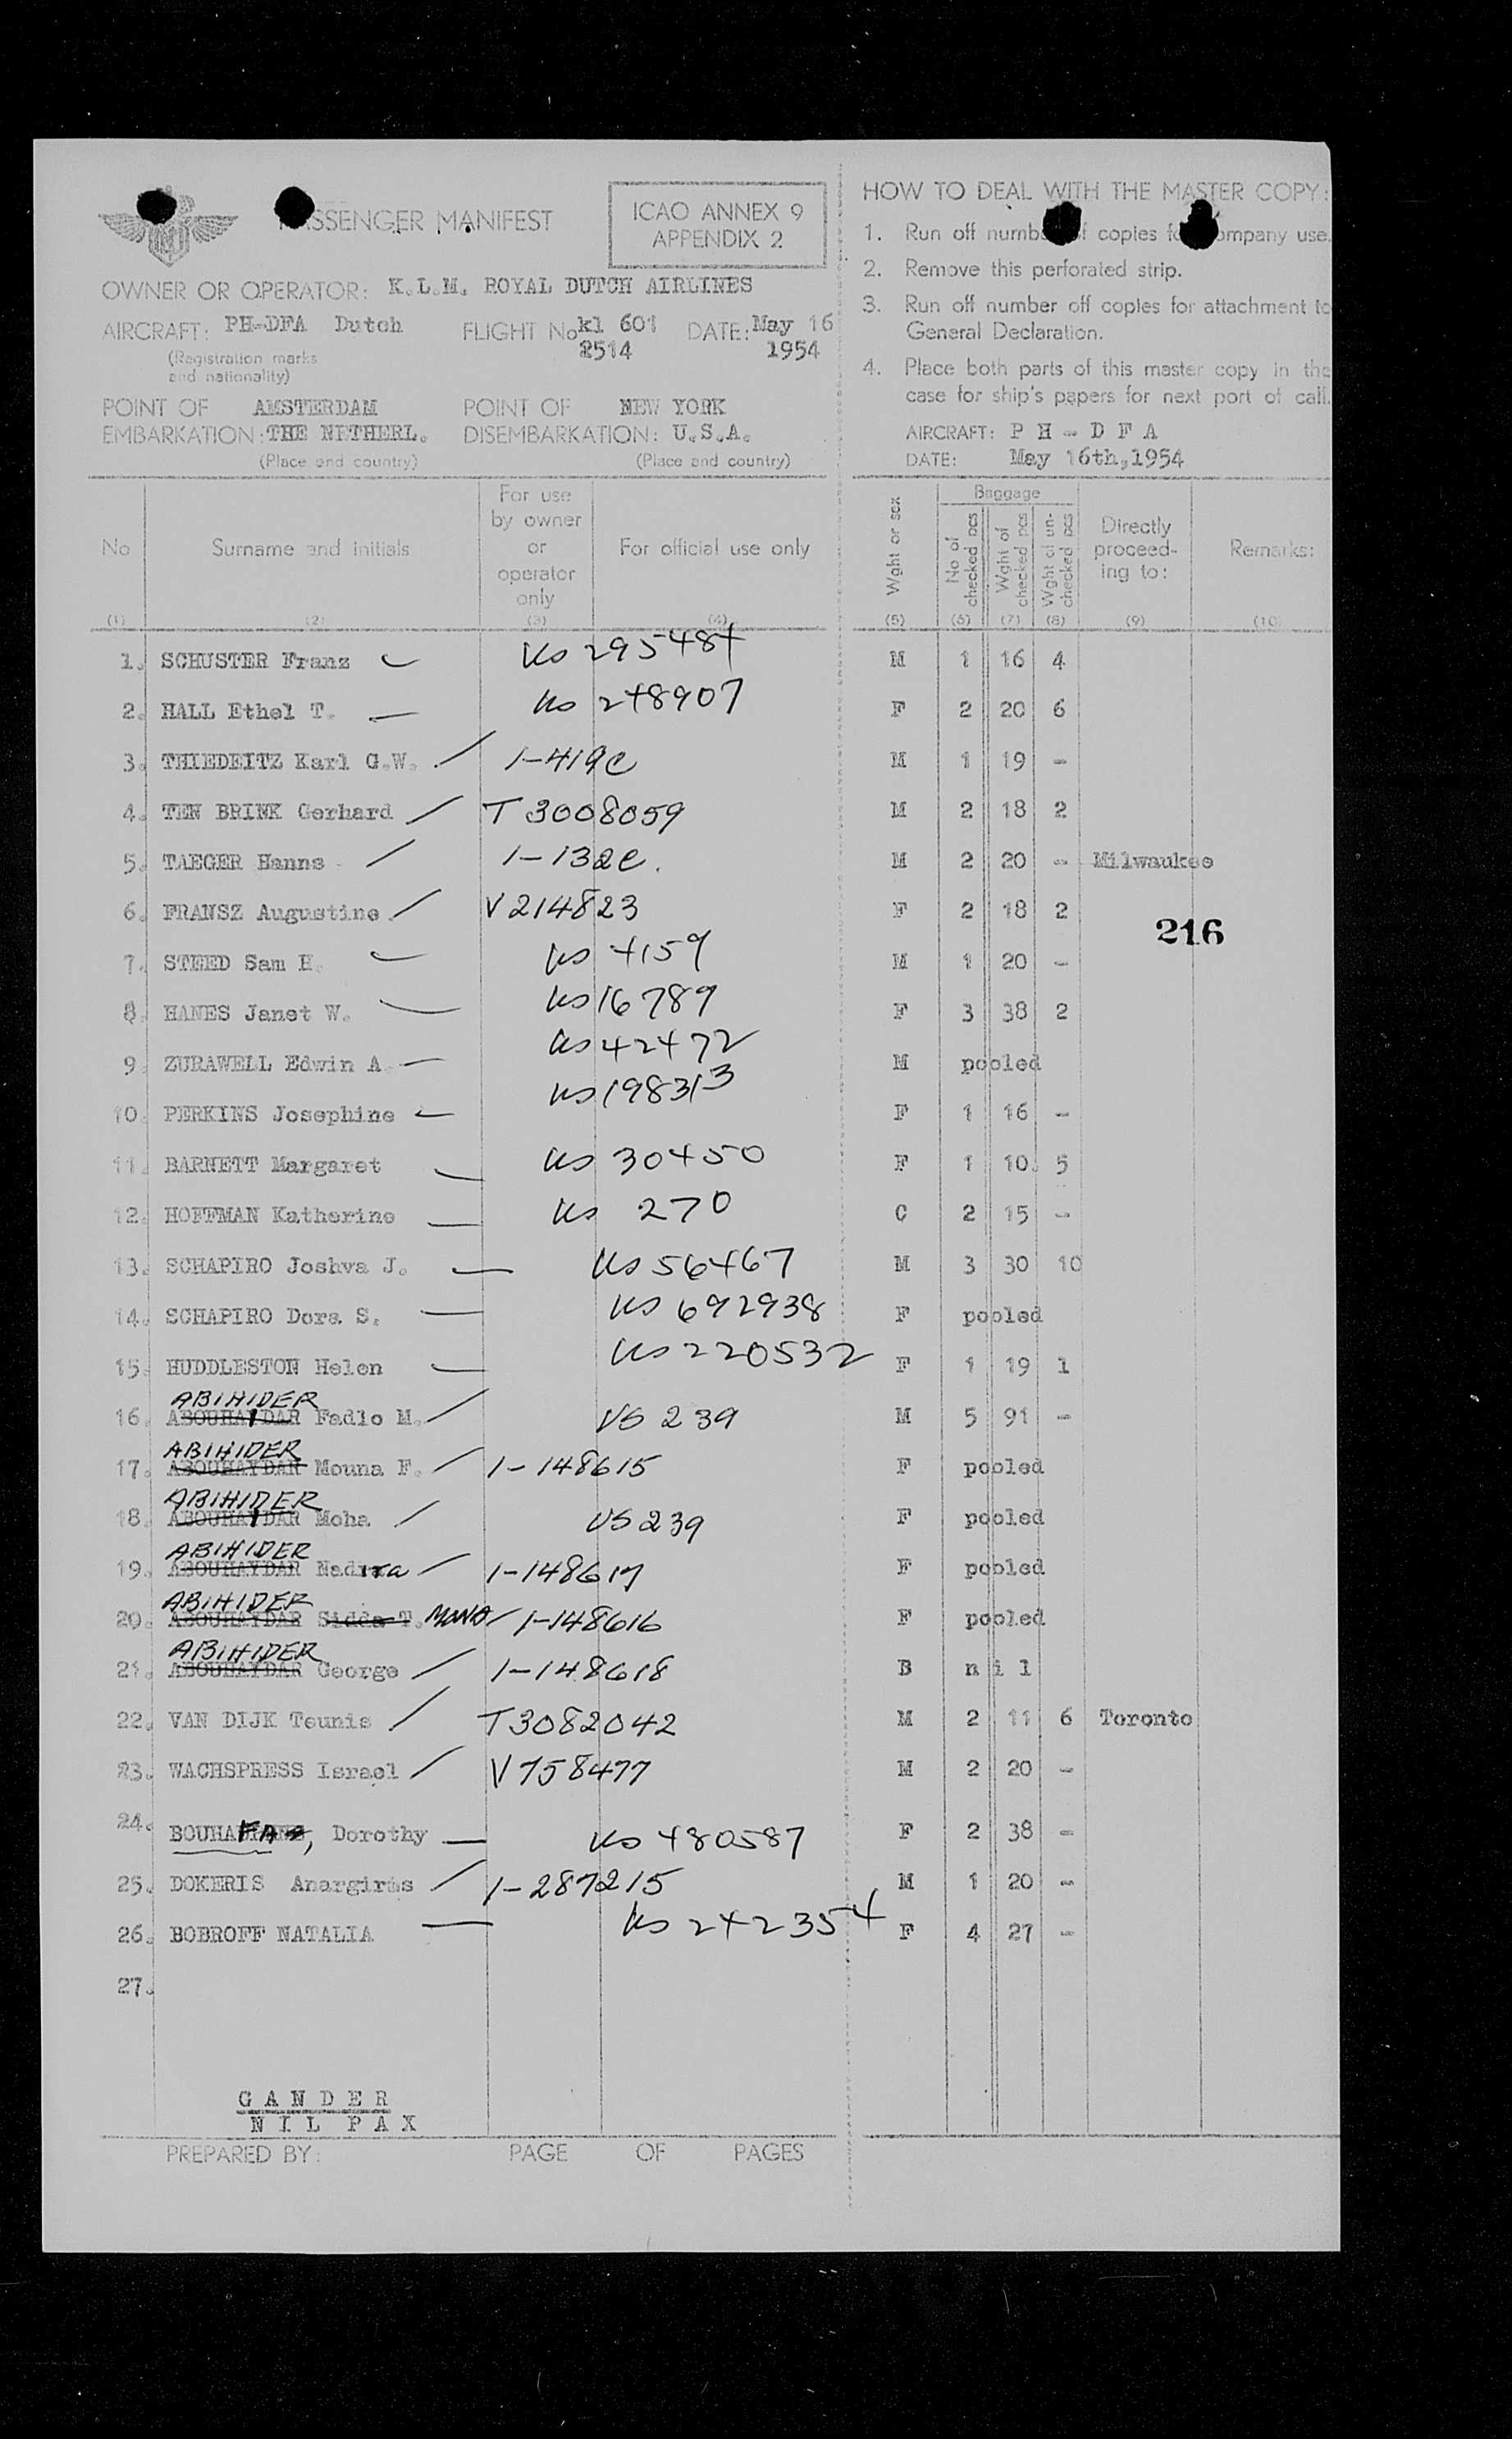 PASSENGER MANIFEST
ICAO ANNEX 9
APPENDIX 2
OWNER OR OPERATOR: K.L.M. ROYAL DUTCH AIRLINES
AIRCRAFT: PH-DFA Dutch FLIGHT No kl 601 DATE: May 16
(Registration marks 2514 1954
and nationality)
POINT OF AMSTERDAM POINT OF NEW YORK
EMBARKATION: THE NETHERL. DISEMBARKATION: U.S.A.
(Place and country) (Place and country)
HOW TO DEAL WITH THE MASTER COPY:
1. Run off number of copies for company use.
2. Remove this perforated strip.
3. Run off number off copies for attachment to
General Declaration.
4. Place both parts of this master copy in the
case for ship's papers for next port of call.
AIRCRAFT: P H - D F A
DATE: May 16th, 1954
No Surname and initials For use by owner or operator only For official use only Wght or sex Baggage No of checked pcs Wght of checked pcs Wght of un-checked pcs Directly proceed-ing to: Remarks:
(1) (2) (3) (4) (5) (6) (7) (8) (9) (10)
1. SCHUSTER Franz us 295484 M 1 16 4
2. HALL Ethel T. us 248907 F 2 20 6
3. THIEDEITZ Karl G.W. 1-419C M 1 19 -
4. TEN BRINK Gerhard T 3008059 M 2 18 2
5. TAEGER Hanns 1-132C. M 2 20 - Milwaukee
6. FRANSZ Augustine V214823 F 2 18 2
216
7. STEED Sam H. us 4159 M 1 20 -
8. HANES Janet W. us 16789 F 3 38 2
9. ZURAWELL Edwin A. us 42472 M pooled
10. PERKINS Josephine us 198313 F 1 16 -
11. BARNETT Margaret us 30450 F 1 10. 5
12. HOFFMAN Katherine us 270 C 2 15 -
13. SCHAPIRO Joshva J. us 56467 M 3 30 10
14. SCHAPIRO Dora S. us 692938 F pooled
15. HUDDLESTON Helen us 220532 F 1 19 1
ABIHIDER
16. ABOUHAYDAR Fadlo M. VS 239 M 5 91 -
ABIHIDER
17. ABOUHAYDAR Mouna F. 1-148615 F pooled
ABIHIDER
18. ABOUHAYDAR Moha VS 239 F pooled
ABIHIDER
19. ABOUHAYDAR Nadira 1-148617 F pooled
ABIHIDER
20. ABOUHAYDAR Sidda T. MONA 1-148616 F pooled
ABIHIDER
21. ABOUHAYDAR George 1-148618 B n i l
22. VAN DIJK Teunis T3082042 M 2 11 6 Toronto
23. WACHSPRESS Israel V758477 M 2 20 -
24. Dorothy us 480587 F 2 38 -
25. DOKERIS Anargiros 1-287215 M 1 20 -
26. BOBROFF NATALIA us 242354 F 4 27 -
27.
G A N D E R
N I L P A X
PREPARED BY: PAGE OF PAGES